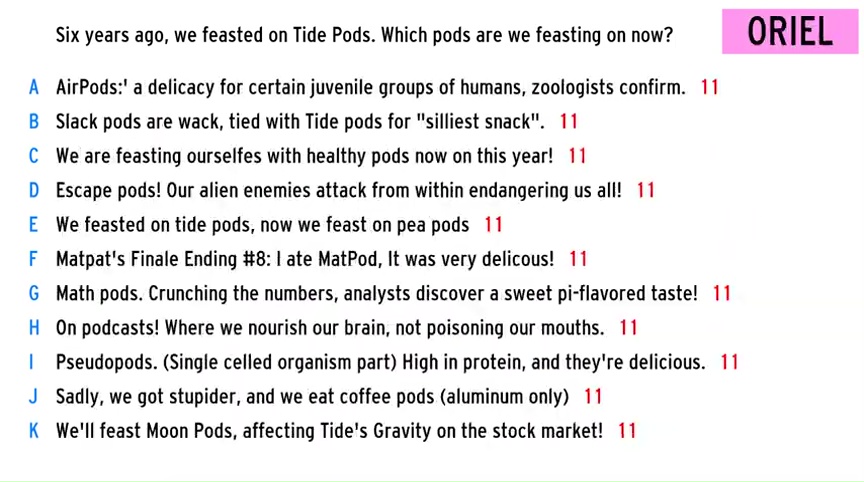 Six years ago, we feasted on Tide Pods. Which pods are we feasting on now?
ORIEL
A AirPods:' a delicacy for certain juvenile groups of humans, zoologists confirm. 11
B Slack pods are wack, tied with Tide pods for "silliest snack". 11
C We are feasting ourselfes with healthy pods now on this year! 11
D Escape pods! Our alien enemies attack from within endangering us all! 11
E We feasted on tide pods, now we feast on pea pods 11
F Matpat's Finale Ending #8: I ate MatPod, It was very delicous! 11
G Math pods. Crunching the numbers, analysts discover a sweet pi-flavored taste! 11
H On podcasts! Where we nourish our brain, not poisoning our mouths. 11
I Pseudopods. (Single celled organism part) High in protein, and they're delicious. 11
J Sadly, we got stupider, and we eat coffee pods (aluminum only) 11
K We'll feast Moon Pods, affecting Tide's Gravity on the stock market! 11